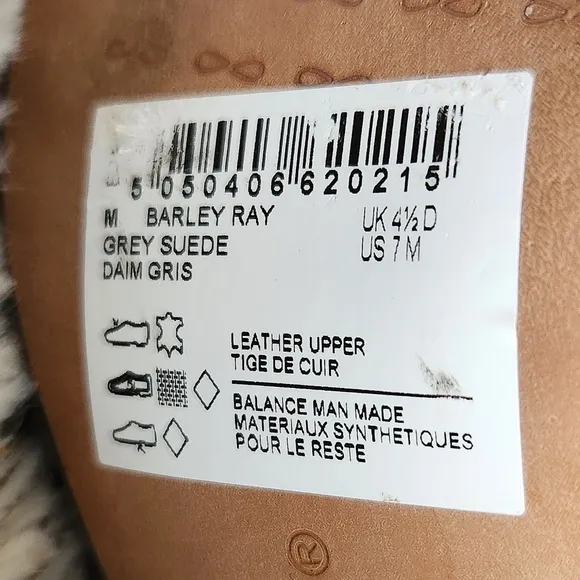 5 050406 620215
M BARLEY RAY UK 4½ D
GREY SUEDE US 7 M
DAIM GRIS
LEATHER UPPER
TIGE DE CUIR
BALANCE MAN MADE
MATERIAUX SYNTHETIQUES
POUR LE RESTE
®